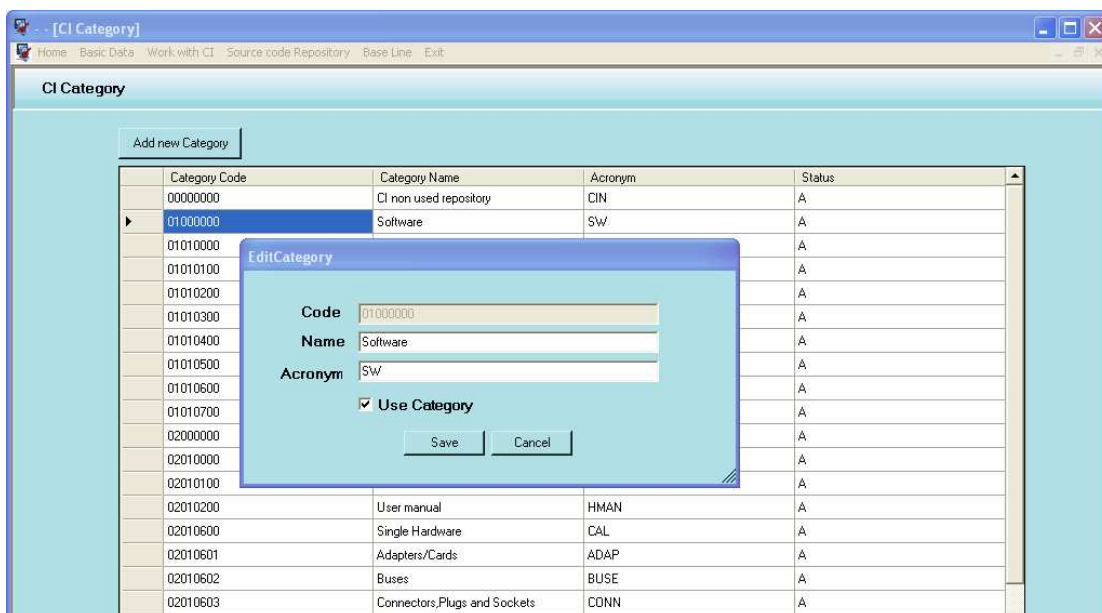 - - [CI Category]
Home Basic Data Work with CI Source code Repository Base Line Exit
CI Category
Add new Category
Category Code Category Name Acronym Status
00000000 CI non used repository CIN A
01000000 Software SW A
01010000 A
01010100 A
01010200 A
01010300 A
01010400 A
01010500 A
01010600 A
01010700 A
02000000 A
02010000 A
02010100 A
EditCategory
Code 01000000
Name Software
Acronym SW
Use Category
Save Cancel
02010200 User manual HMAN A
02010600 Single Hardware CAL A
02010601 Adapters/Cards ADAP A
02010602 Buses BUSE A
02010603 Connectors,Plugs and Sockets CONN A